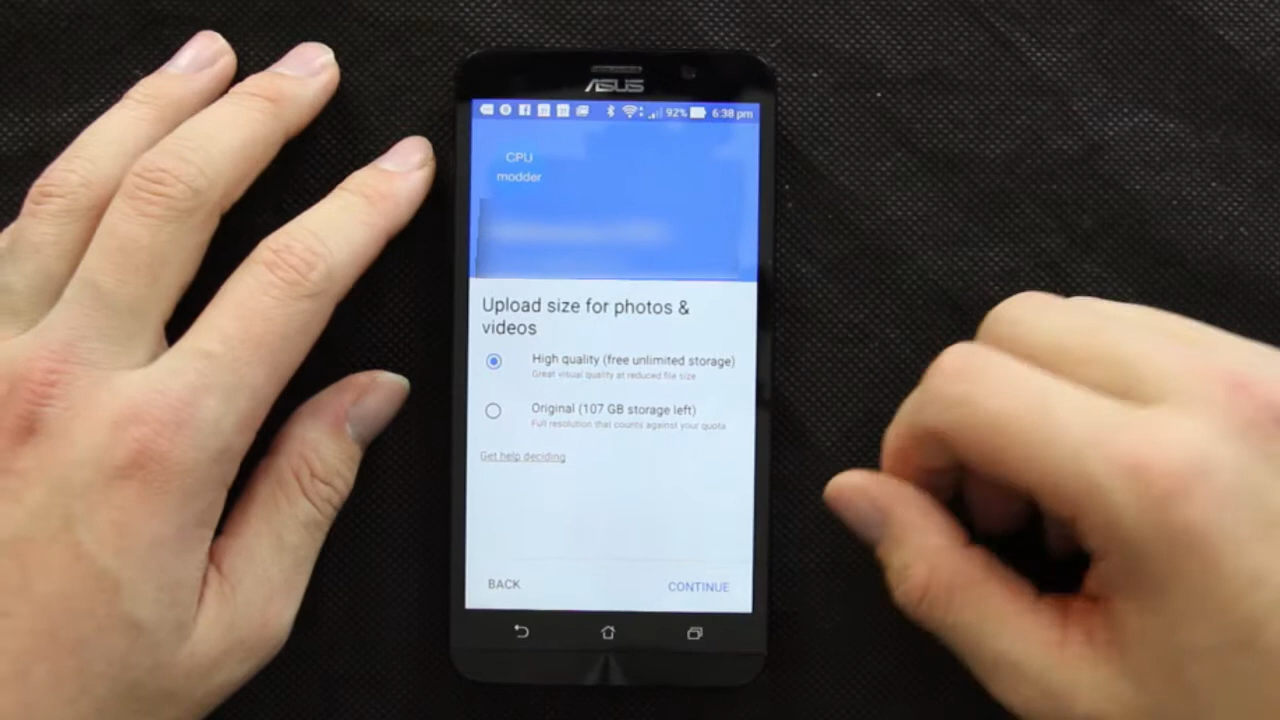 ASUS
92% 6:38 pm
CPU
modder
Upload size for photos &
videos
High quality (free unlimited storage)
Great visual quality at reduced file size
Original (107 GB storage left)
Full resolution that counts against your quota
Get help deciding
BACK
CONTINUE